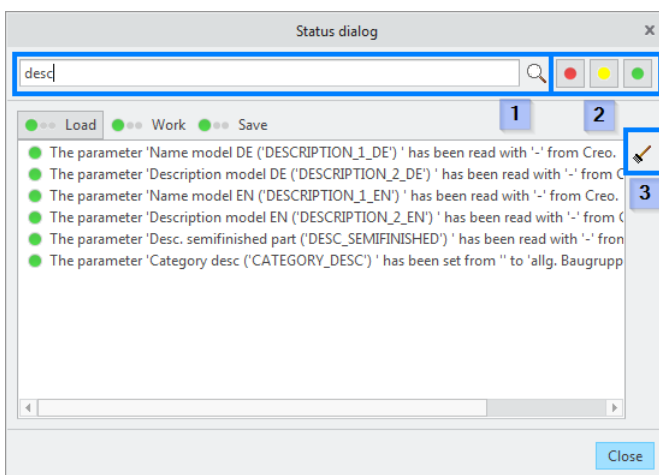 Status dialog
desc
1
2
Load Work Save
The parameter 'Name model DE ('DESCRIPTION_1_DE') ' has been read with '-' from Creo.
The parameter 'Description model DE ('DESCRIPTION_2_DE') ' has been read with '-' from C
The parameter 'Name model EN ('DESCRIPTION_1_EN') ' has been read with '-' from Creo.
3
The parameter 'Description model EN ('DESCRIPTION_2_EN') ' has been read with '-' from C
The parameter 'Desc. semifinished part ('DESC_SEMIFINISHED') ' has been read with '-' fron
The parameter 'Category desc ('CATEGORY_DESC') ' has been set from '' to 'allg. Baugrupp
Close